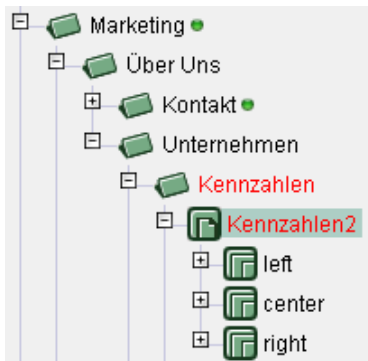 Marketing
Über Uns
Kontakt
Unternehmen
Kennzahlen
Kennzahlen2
left
center
right